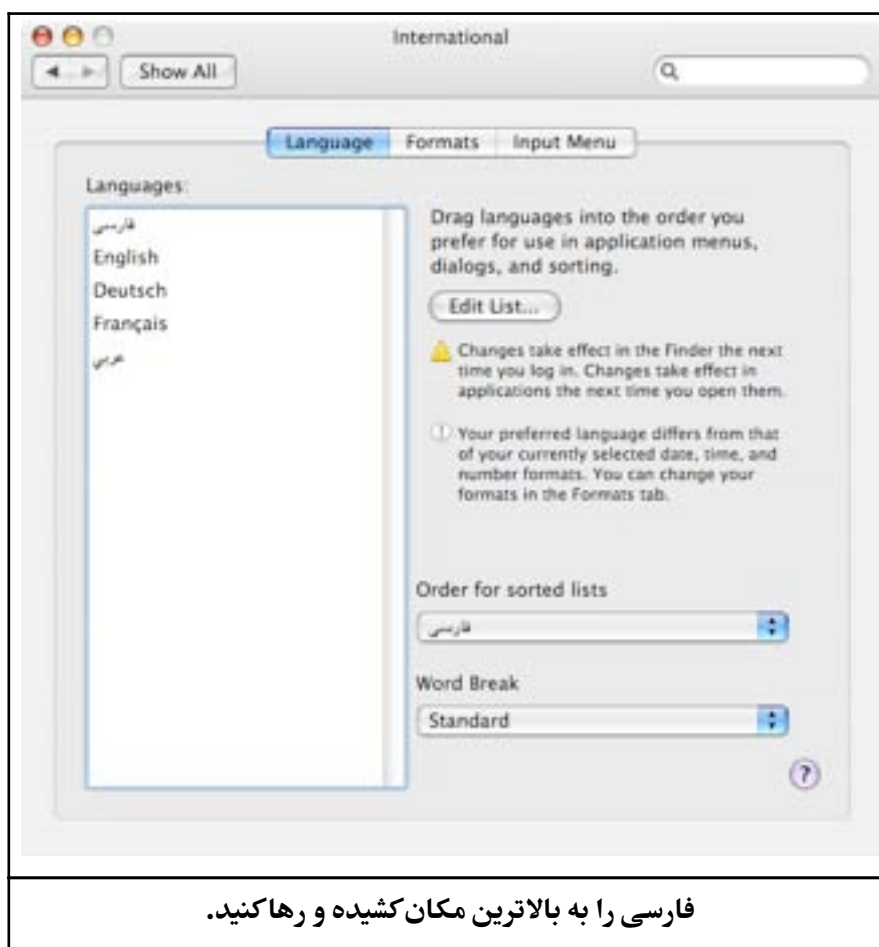 International
Show All
Language Formats Input Menu
Languages:
فارسی
English
Deutsch
Français
عربي
Drag languages into the order you
prefer for use in application menus,
dialogs, and sorting.
Edit List...
Changes take effect in the Finder the next
time you log in. Changes take effect in
applications the next time you open them.
Your preferred language differs from that
of your currently selected date, time, and
number formats. You can change your
formats in the Formats tab.
Order for sorted lists
فارسی
Word Break
Standard
?
فارسی را به بالاترین مکان کشیده و رها کنید.